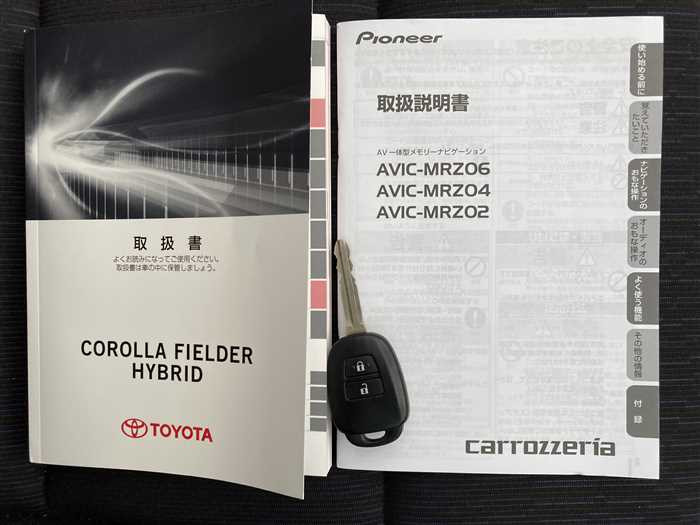 取扱書
よくお読みになってご使用ください。
取扱書は車の中に保管しましょう。
COROLLA FIELDER
HYBRID
TOYOTA
Pioneer
取扱説明書
AV一体型メモリーナビゲーション
AVIC-MRZ06
AVIC-MRZ04
AVIC-MRZ02
carrozzeria
使い始める前に
覚えていただき
たいこと
ナビゲーションの
おもな操作
オーディオの
おもな操作
よく使う機能
その他の情報
付録